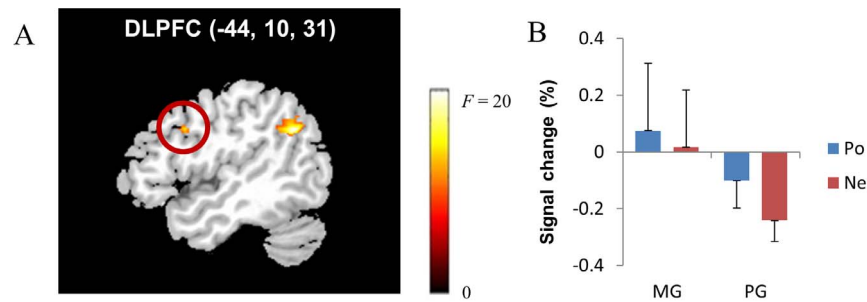 A
DLPFC (-44, 10, 31)
F = 20
0
B
Signal change (%)
0.4
0.2
0
-0.2
-0.4
MG
PG
Po
Ne